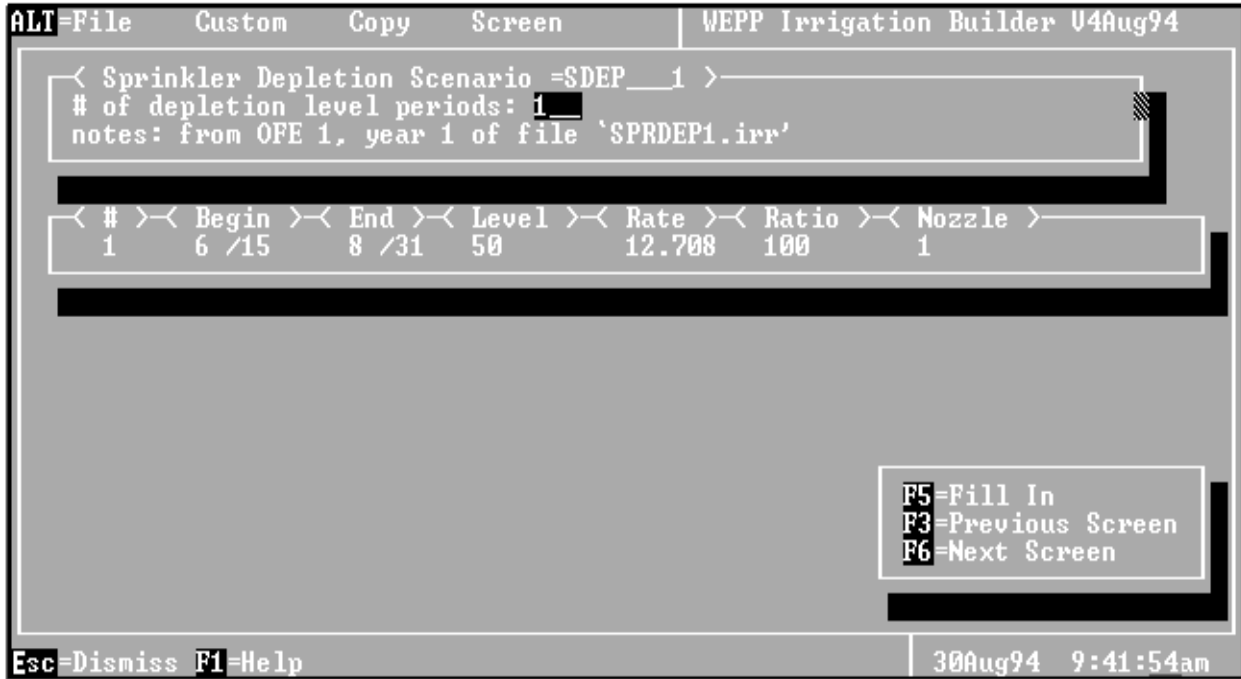 ALT=File Custom Copy Screen WEPP Irrigation Builder V4Aug94
< Sprinkler Depletion Scenario =SDEP___1 >
# of depletion level periods: 1__
notes: from OFE 1, year 1 of file `SPRDEP1.irr'
< # > < Begin > < End > < Level > < Rate > < Ratio > < Nozzle >
1 6 /15 8 /31 50 12.708 100 1
F5=Fill In
F3=Previous Screen
F6=Next Screen
Esc=Dismiss F1=Help 30Aug94 9:41:54am